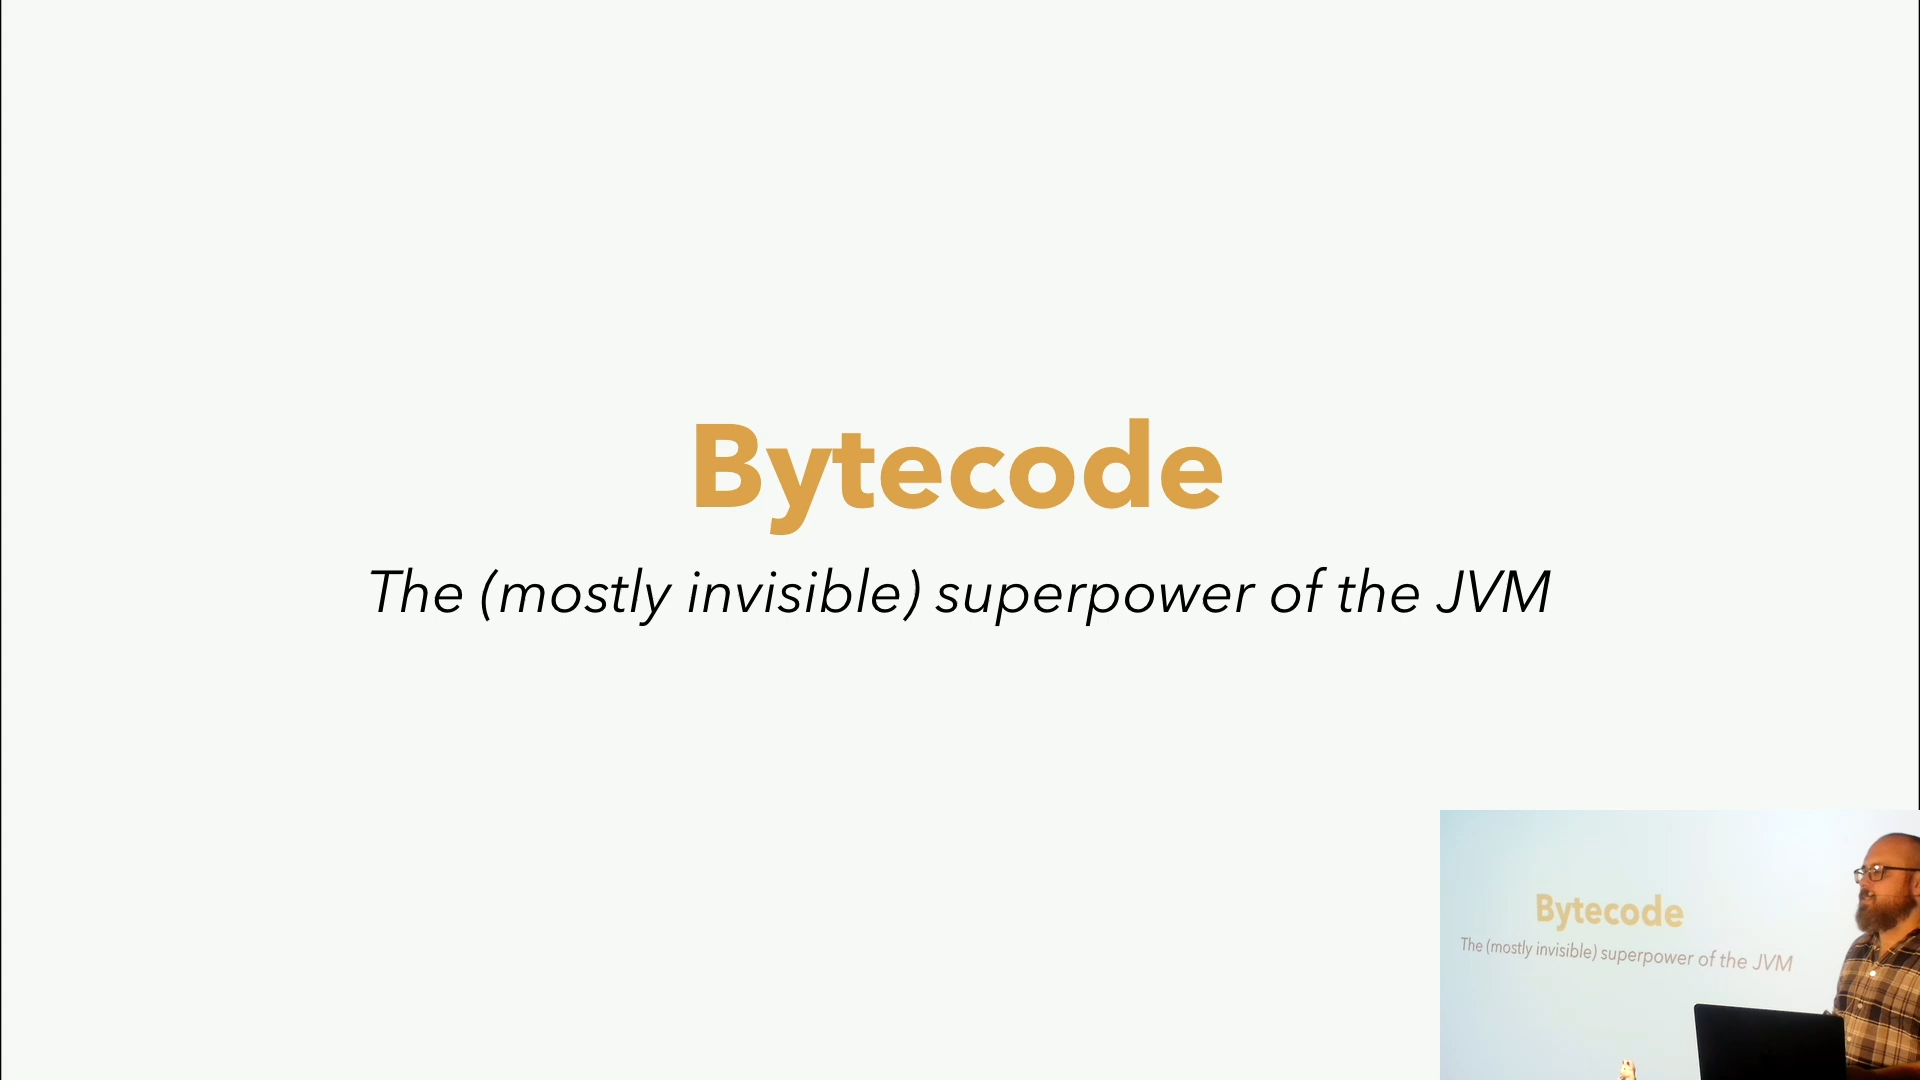 Bytecode
The (mostly invisible) superpower of the JVM
Bytecode
The (mostly invisible) superpower of the JVM